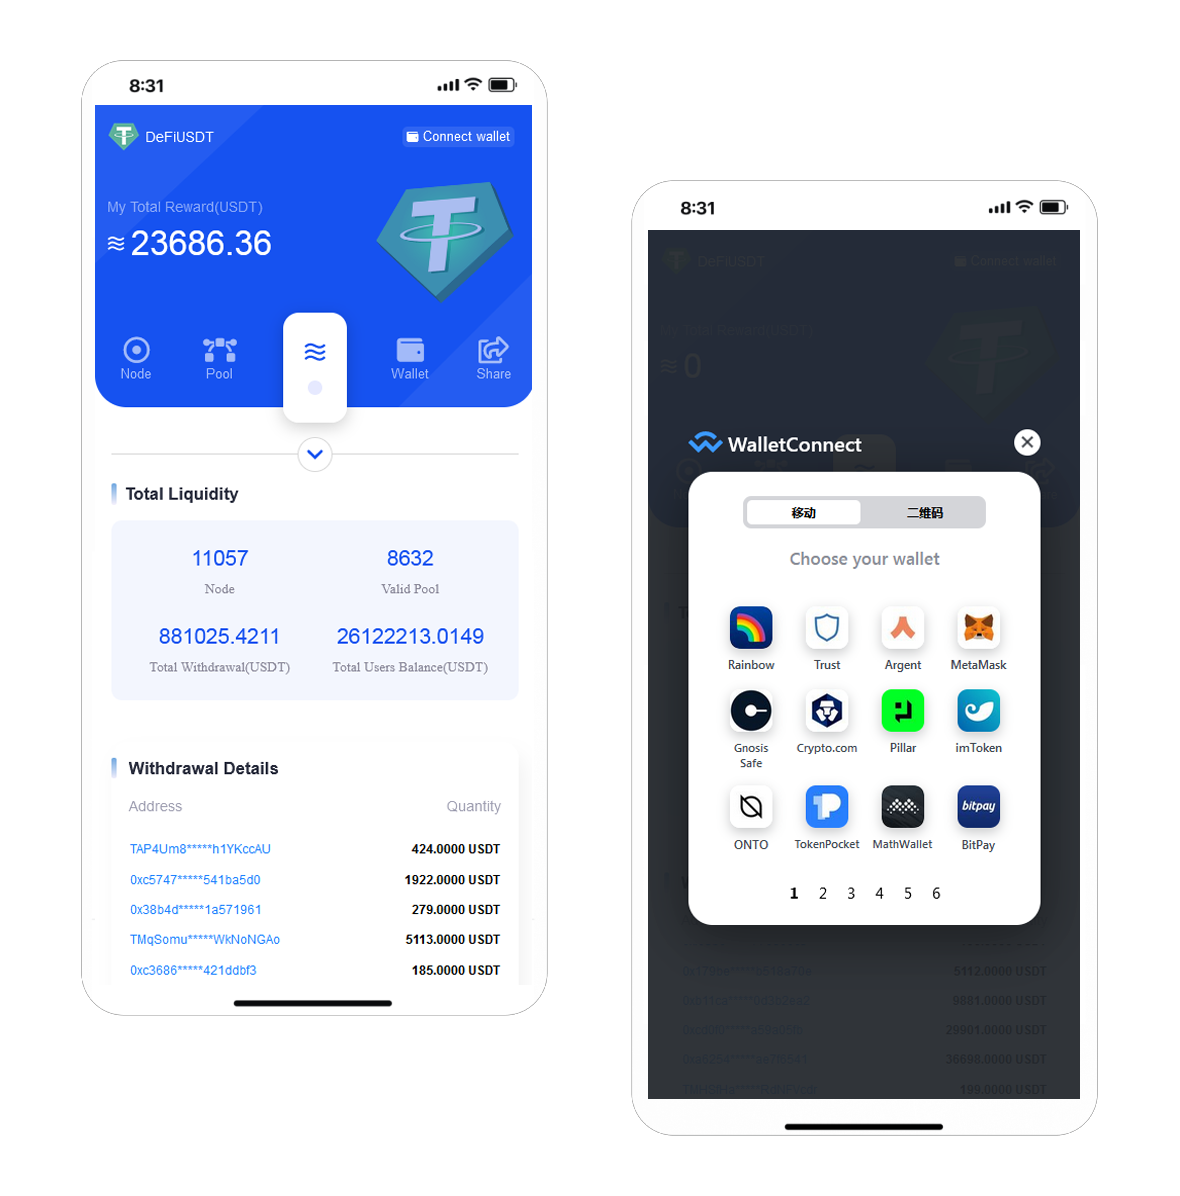 8:31
DeFiUSDT
Connect wallet
My Total Reward(USDT)
≋ 23686.36
Node
Pool
Wallet
Share
Total Liquidity
11057
8632
Node
Valid Pool
881025.4211
26122213.0149
Total Withdrawal(USDT)
Total Users Balance(USDT)
Withdrawal Details
Address
Quantity
TAP4Um8*****h1YKccAU
424.0000 USDT
0xc5747*****541ba5d0
1922.0000 USDT
0x38b4d*****1a571961
279.0000 USDT
TMqSomu*****WkNoNGAo
5113.0000 USDT
0xc3686*****421ddbf3
185.0000 USDT
8:31
DeFiUSDT
Connect wallet
My Total Reward(USDT)
≋ 0
WalletConnect
移动
二维码
Choose your wallet
Rainbow
Trust
Argent
MetaMask
Gnosis
Safe
Crypto.com
Pillar
imToken
ONTO
TokenPocket
MathWallet
bitpay
BitPay
1 2 3 4 5 6
5112.0000 USDT
9881.0000 USDT
29901.0000 USDT
36698.0000 USDT
199.0000 USDT